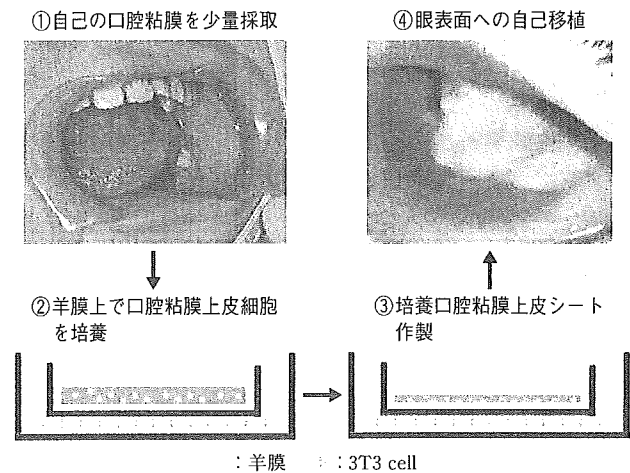 ①自己の口腔粘膜を少量採取
④眼表面への自己移植
②羊膜上で口腔粘膜上皮細胞
を培養
③培養口腔粘膜上皮シート
作製
：羊膜　：3T3 cell